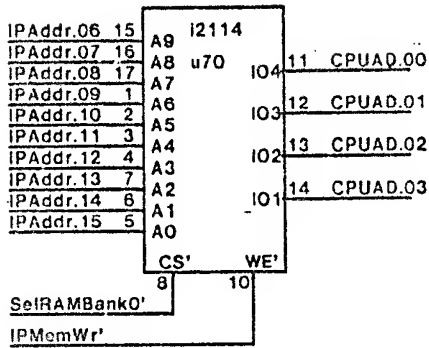 IPAddr.06 15 A9 i2114
IPAddr.07 16 A8 u70 IO4 11 CPUAD.00
IPAddr.08 17 A7
IPAddr.09 1 A6 IO3 12 CPUAD.01
IPAddr.10 2 A5
IPAddr.11 3 A4 IO2 13 CPUAD.02
IPAddr.12 4 A3
IPAddr.13 7 A2 IO1 14 CPUAD.03
IPAddr.14 6 A1
IPAddr.15 5 A0
CS' WE'
8 10
SelRAMBank0'
IPMemWr'